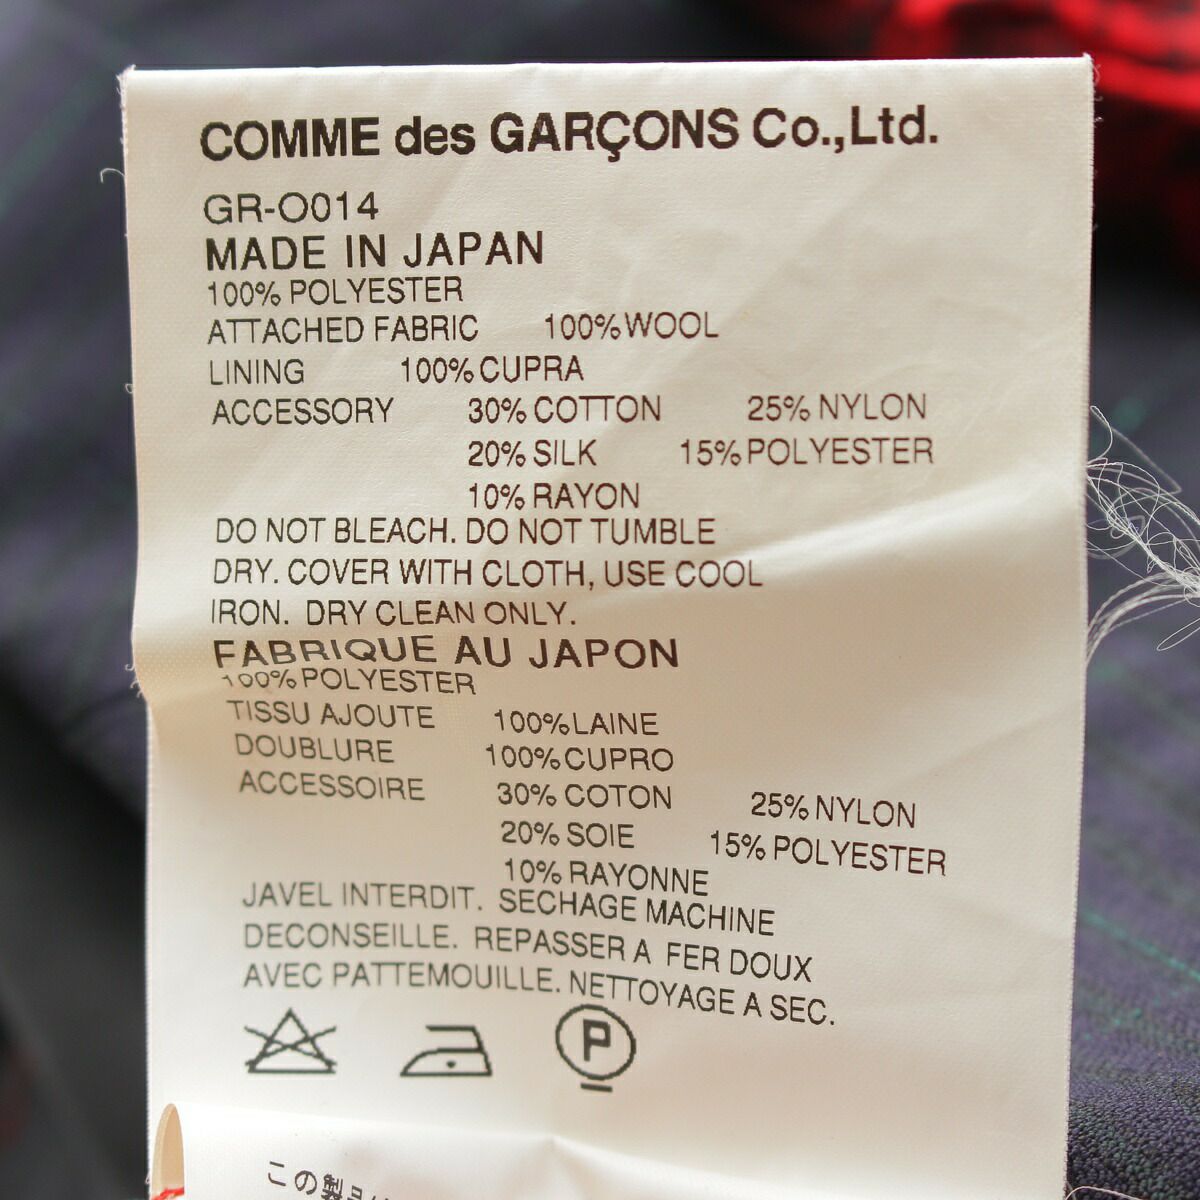 COMME des GARÇONS Co.,Ltd.
GR-O014
MADE IN JAPAN
100% POLYESTER
ATTACHED FABRIC 100% WOOL
LINING 100% CUPRA
ACCESSORY 30% COTTON 25% NYLON
20% SILK 15% POLYESTER
10% RAYON
DO NOT BLEACH. DO NOT TUMBLE
DRY. COVER WITH CLOTH, USE COOL
IRON. DRY CLEAN ONLY.
FABRIQUE AU JAPON
100% POLYESTER
TISSU AJOUTE 100% LAINE
DOUBLURE 100% CUPRO
ACCESSOIRE 30% COTON 25% NYLON
20% SOIE 15% POLYESTER
10% RAYONNE
JAVEL INTERDIT. SECHAGE MACHINE
DECONSEILLE. REPASSER A FER DOUX
AVEC PATTEMOUILLE. NETTOYAGE A SEC.
P
この製品